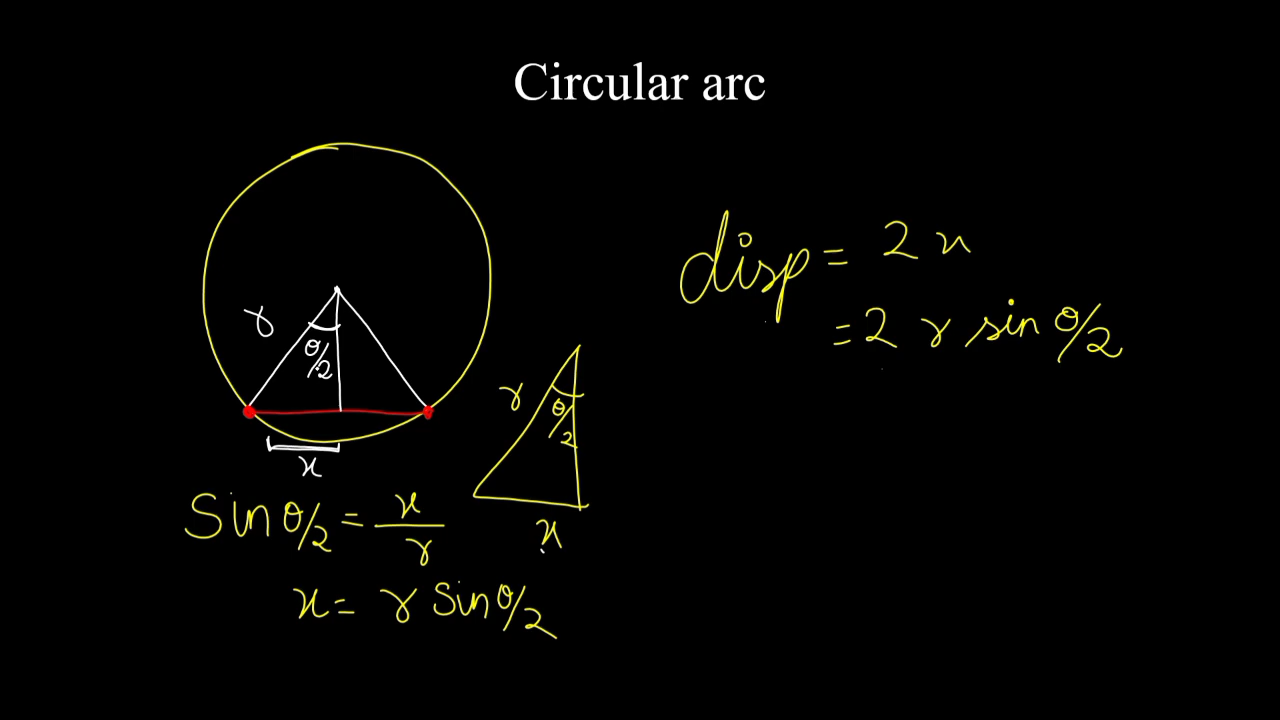 Circular arc
disp = 2x
= 2 r sin θ/2
r
θ/2
x
r
θ/2
x
Sin θ/2 = x/r
x = r Sin θ/2